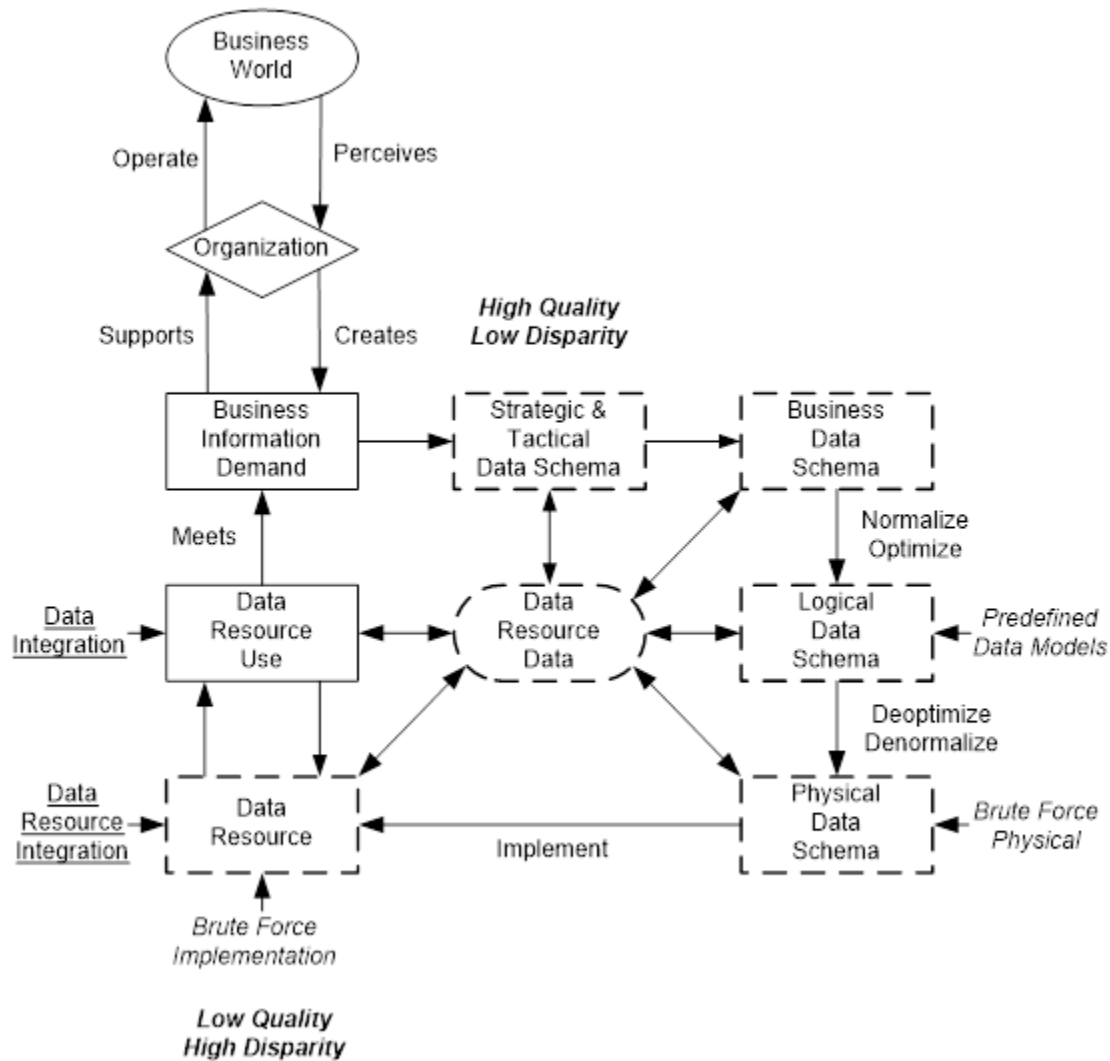 Business
World
Operate
Perceives
Organization
High Quality
Low Disparity
Supports
Creates
Business
Information
Demand
Strategic &
Tactical
Data Schema
Business
Data
Schema
Meets
Normalize
Optimize
Data
Integration
Data
Resource
Use
Data
Resource
Data
Logical
Data
Schema
Predefined
Data Models
Deoptimize
Denormalize
Data
Resource
Integration
Data
Resource
Implement
Physical
Data
Schema
Brute Force
Physical
Brute Force
Implementation
Low Quality
High Disparity